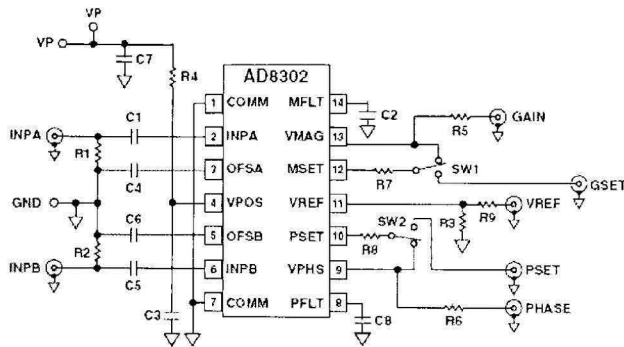 VP
VP
C7
R4
AD8302
1 COMM MFLT 14
C2
INPA
C1
2 INPA VMAG 13
R5
GAIN
R1
C4
3 OFSA MSET 12
R7
SW1
GSET
GND
4 VPOS VREF 11
R3
R9
VREF
C6
5 OFSB PSET 10
R8
SW2
R2
INPB
C5
6 INPB VPHS 9
PSET
C3
7 COMM PFLT 8
C8
R6
PHASE